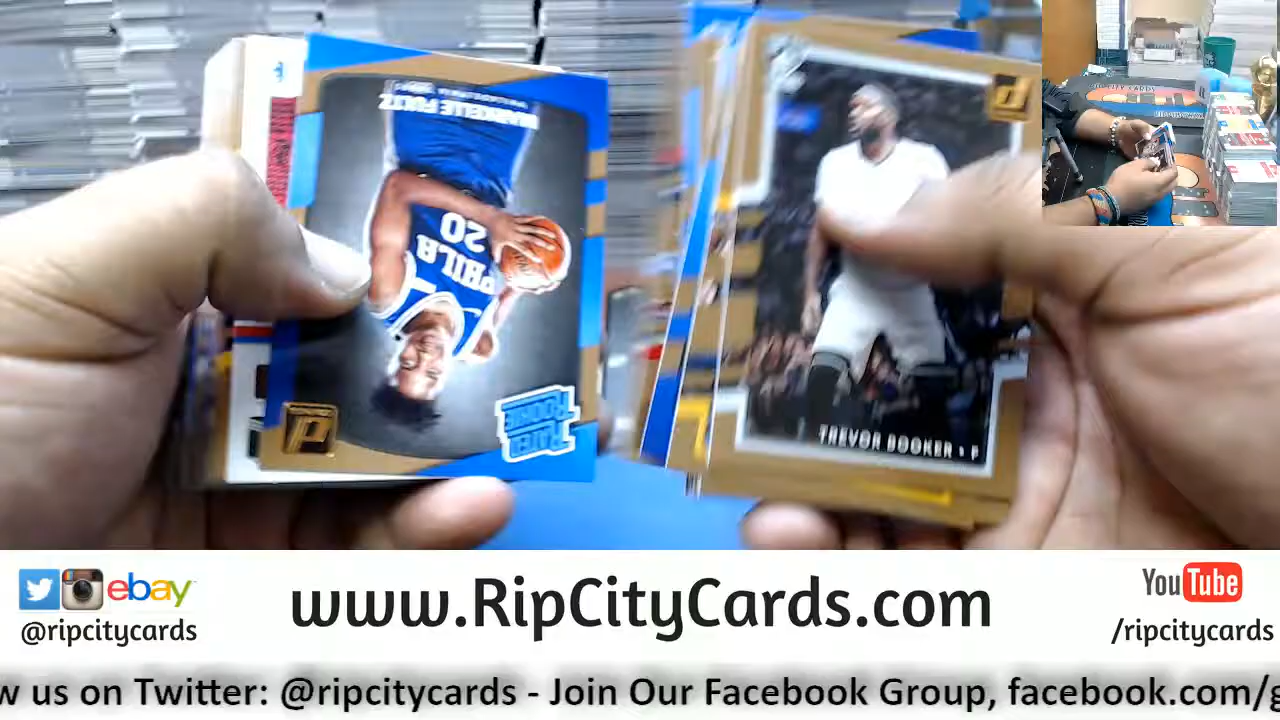 MARKELLE FULTZ
PHILA
20
RATED
ROOKIE
TREVOR BOOKER • F
ebay
@ripcitycards
www.RipCityCards.com
YouTube
/ripcitycards
w us on Twitter: @ripcitycards - Join Our Facebook Group, facebook.com/g